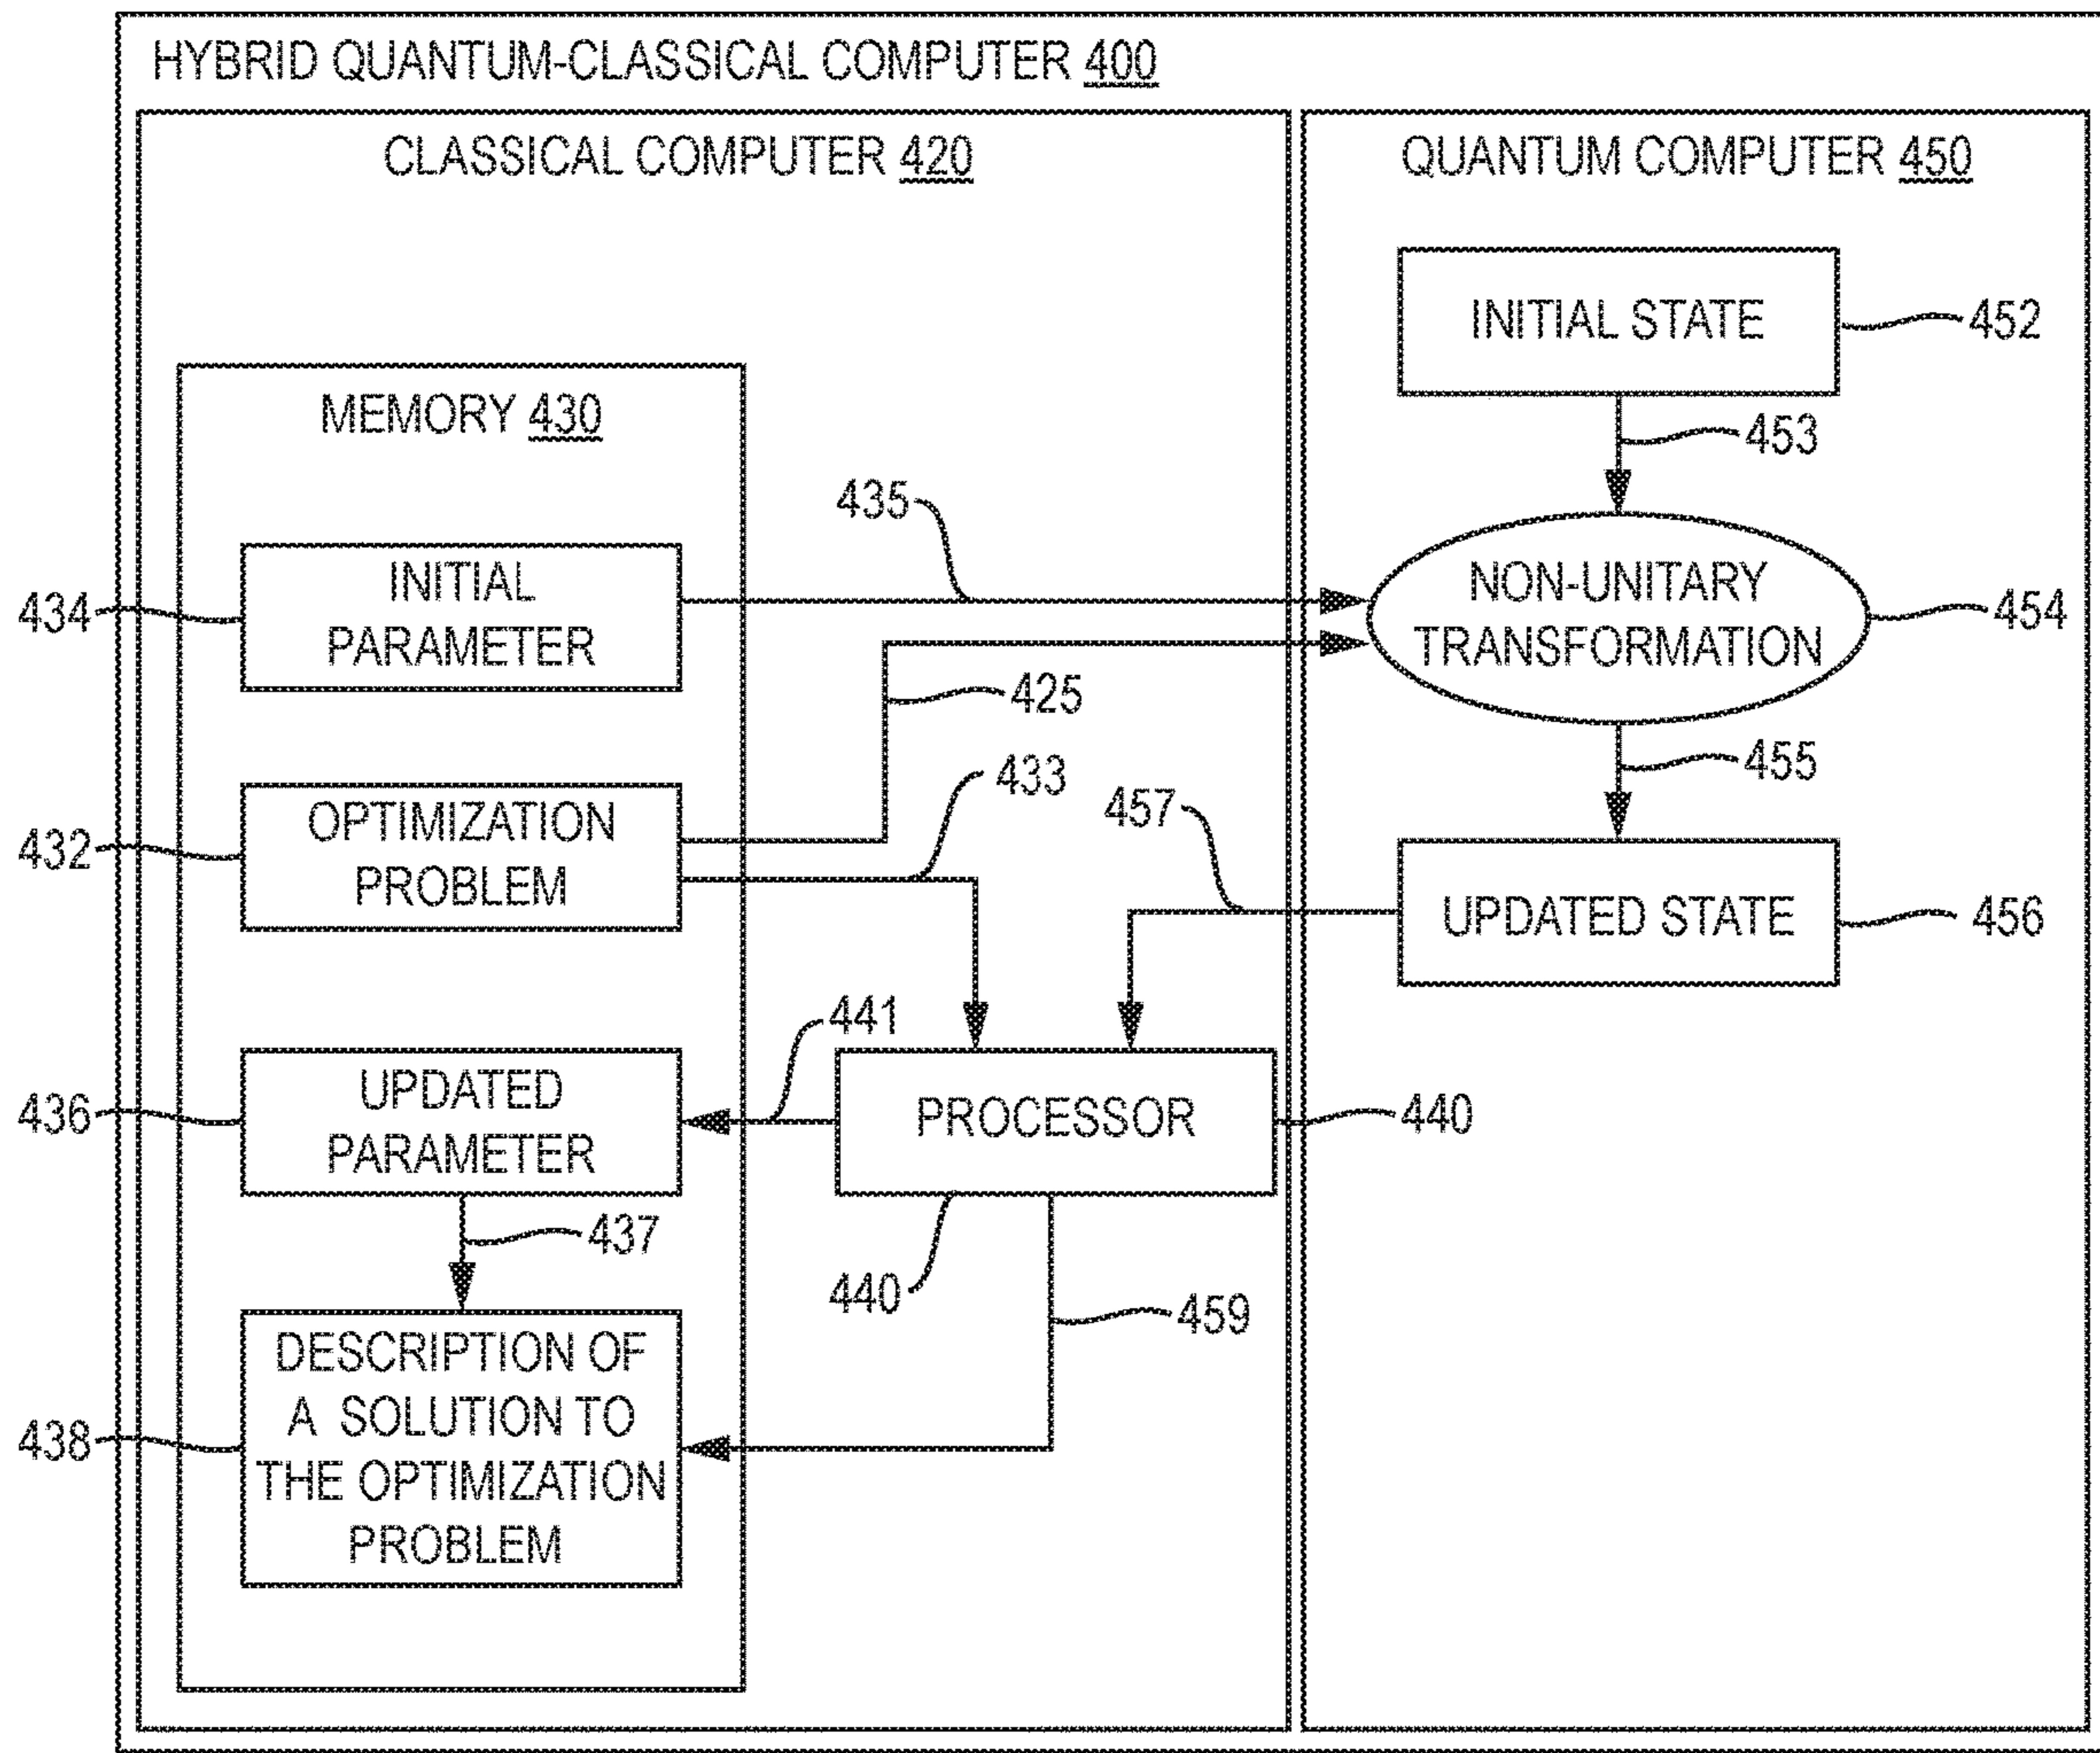 HYBRID QUANTUM-CLASSICAL COMPUTER 400
CLASSICAL COMPUTER 420
QUANTUM COMPUTER 450
INITIAL STATE
452
MEMORY 430
453
435
INITIAL
PARAMETER
434
NON-UNITARY
TRANSFORMATION
454
425
433
455
457
OPTIMIZATION
PROBLEM
432
UPDATED STATE
456
441
UPDATED
PARAMETER
436
PROCESSOR
440
437
440
459
DESCRIPTION OF
A SOLUTION TO
THE OPTIMIZATION
PROBLEM
438